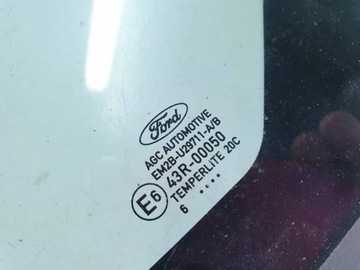 Ford
AGC AUTOMOTIVE
EM2B-U29711-A/B
E6 43R-00050
TEMPERLITE 20C
6 ....